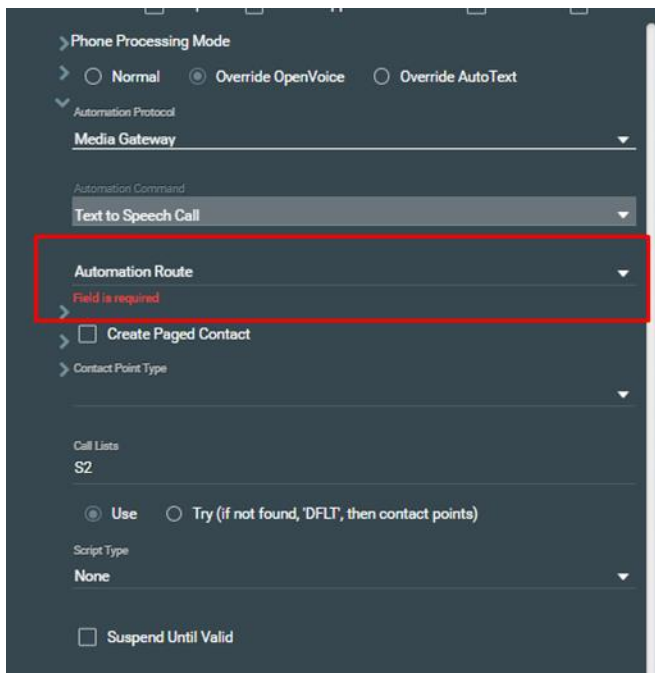 Phone Processing Mode
Normal Override OpenVoice Override AutoText
Automation Protocol
Media Gateway
Automation Command
Text to Speech Call
Automation Route
Field is required
Create Paged Contact
Contact Point Type
Call Lists
S2
Use Try (if not found, 'DFLT', then contact points)
Script Type
None
Suspend Until Valid